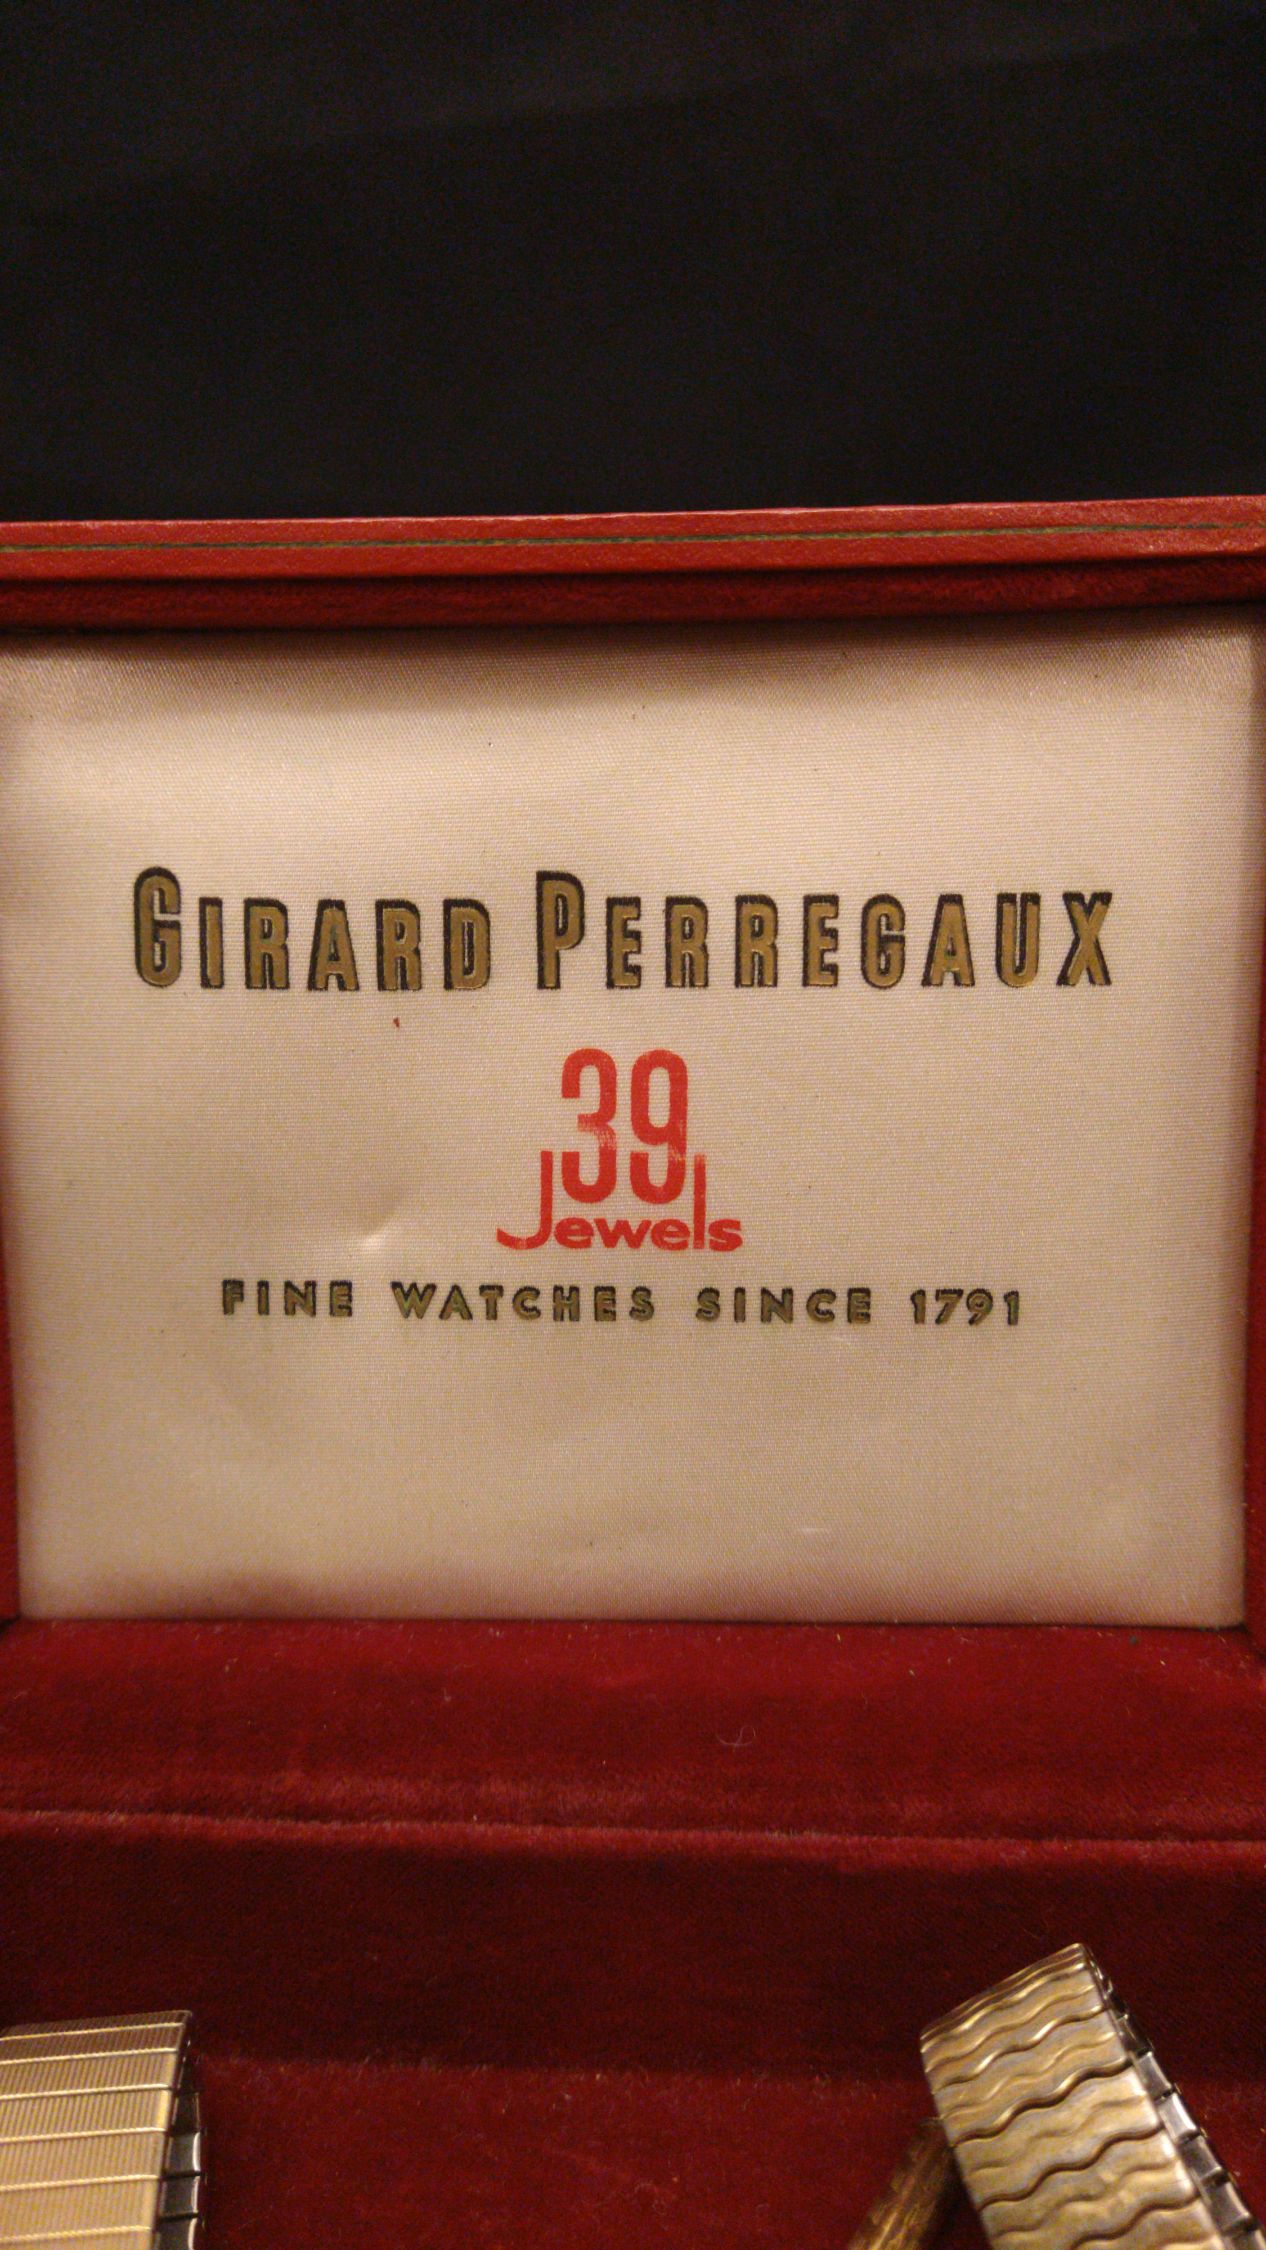 GIRARD PERREGAUX
39
Jewels
FINE WATCHES SINCE 1791